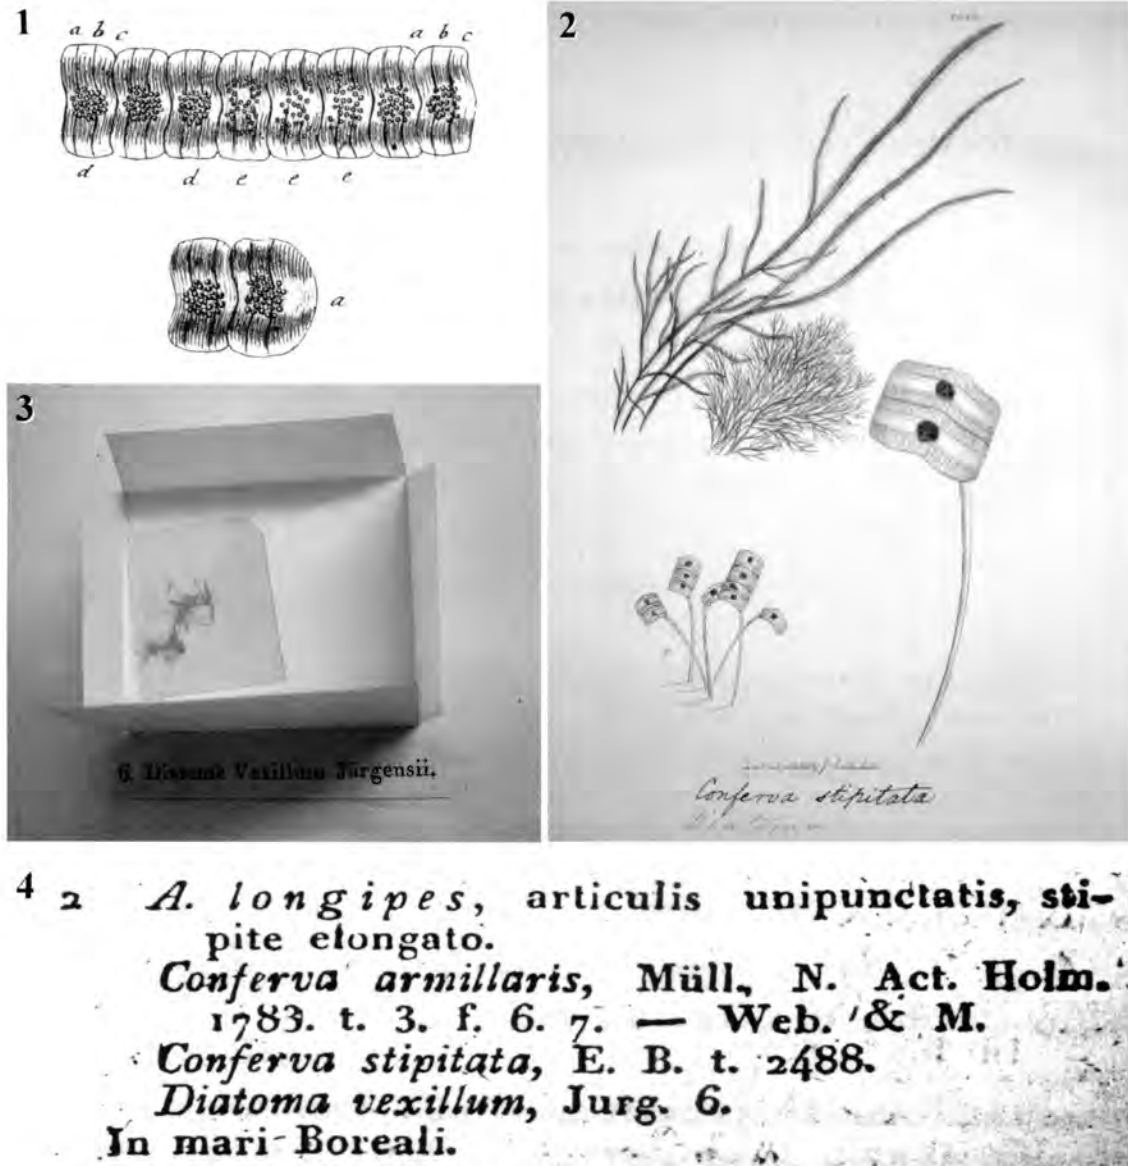 1
a b c a b c
d d e e e
a
2
Conferva stipitata
3
6. Diatoma Vexillum Jürgensii.
4
2 A. longipes, articulis unipunctatis, sti-
pite elongato.
Conferva armillaris, Müll., N. Act. Holm.
1783. t. 3. f. 6. 7. — Web. & M.
Conferva stipitata, E. B. t. 2488.
Diatoma vexillum, Jurg. 6.
In mari Boreali.